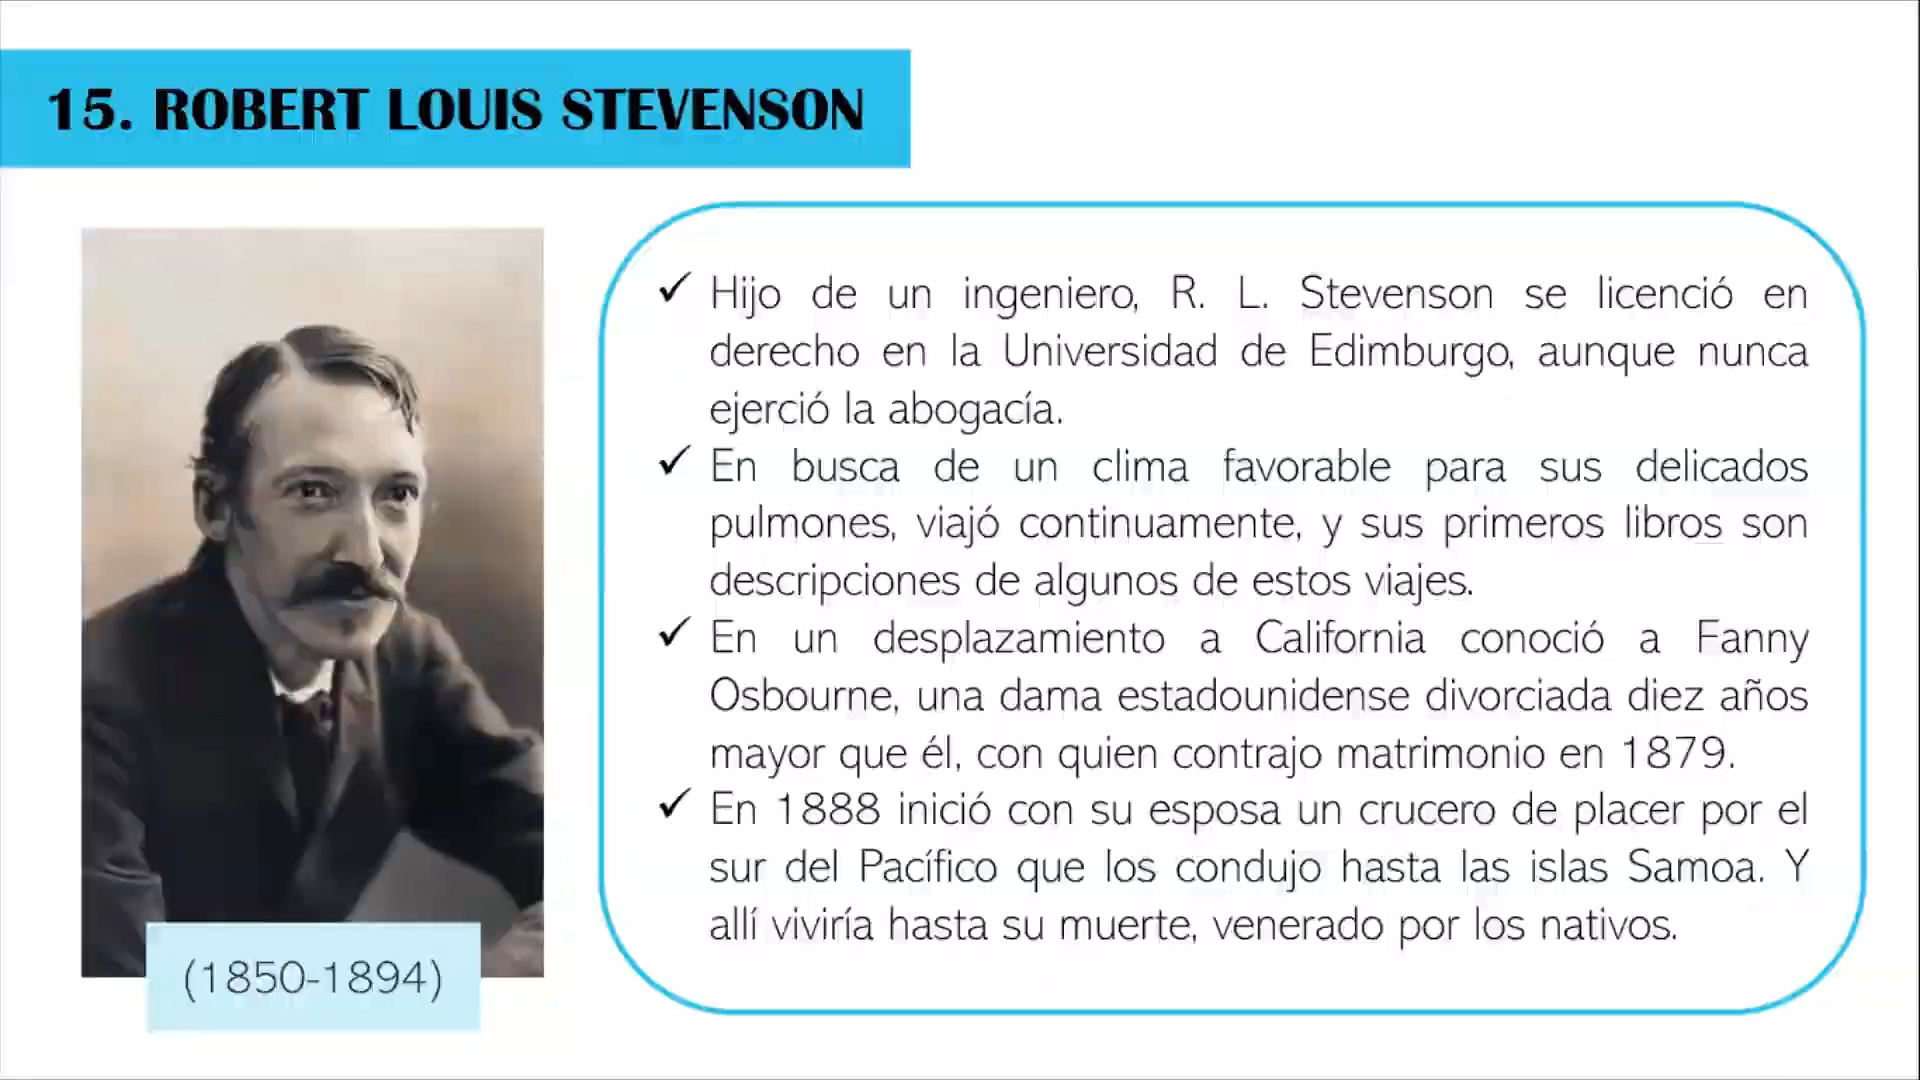 15. ROBERT LOUIS STEVENSON
✓ Hijo de un ingeniero, R. L. Stevenson se licenció en
derecho en la Universidad de Edimburgo, aunque nunca
ejerció la abogacía.
✓ En busca de un clima favorable para sus delicados
pulmones, viajó continuamente, y sus primeros libros son
descripciones de algunos de estos viajes.
✓ En un desplazamiento a California conoció a Fanny
Osbourne, una dama estadounidense divorciada diez años
mayor que él, con quien contrajo matrimonio en 1879.
✓ En 1888 inició con su esposa un crucero de placer por el
sur del Pacífico que los condujo hasta las islas Samoa. Y
allí viviría hasta su muerte, venerado por los nativos.
(1850-1894)